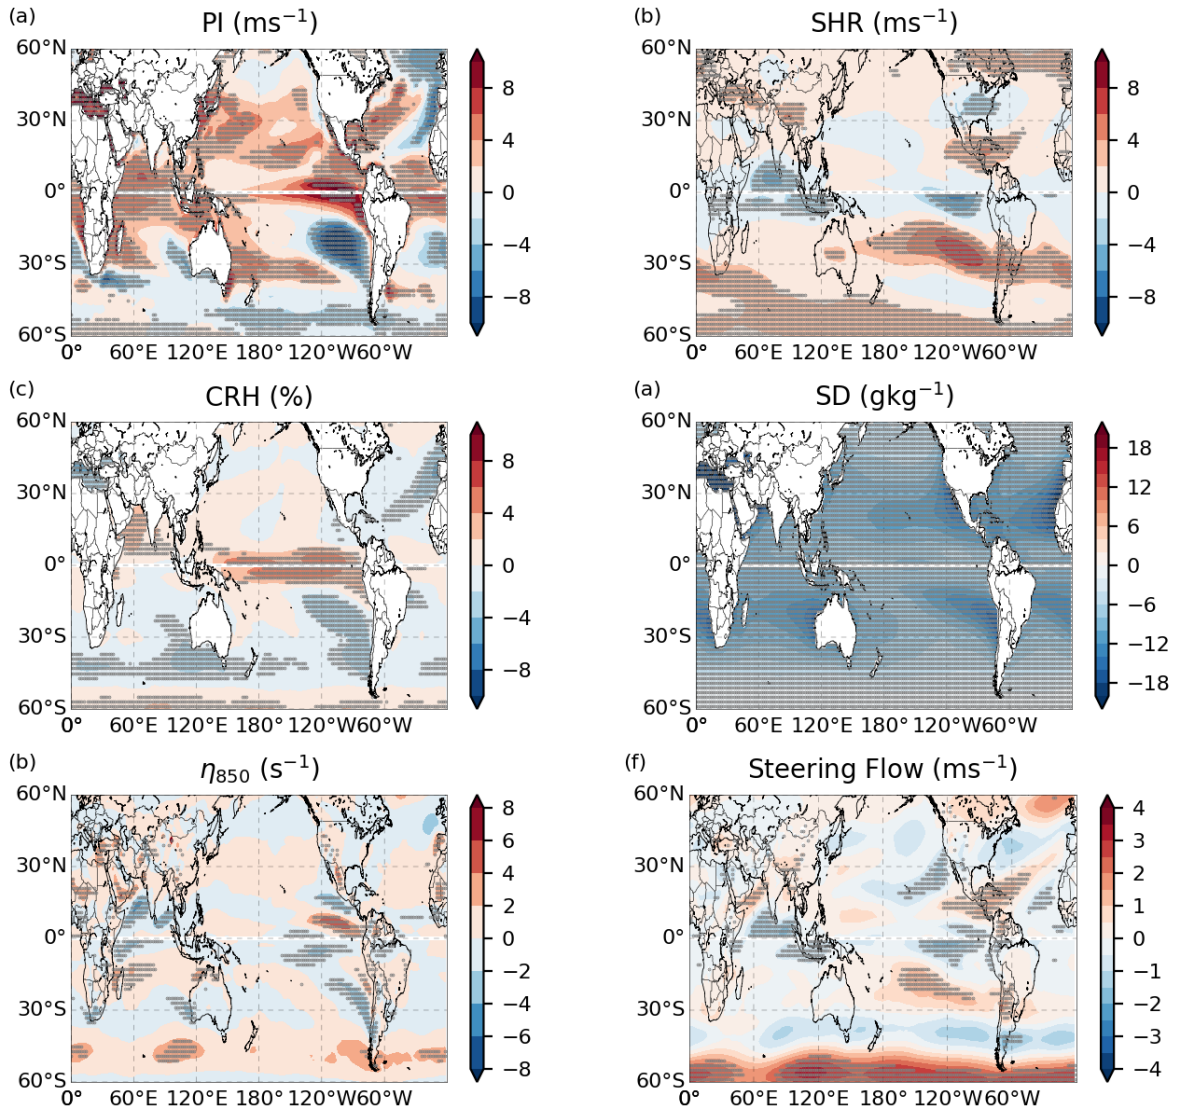 (a) PI (ms⁻¹)
60°N
30°N
0°
30°S
60°S
0° 60°E 120°E 180° 120°W 60°W
8
4
0
−4
−8
(b) SHR (ms⁻¹)
60°N
30°N
0°
30°S
60°S
0° 60°E 120°E 180° 120°W 60°W
8
4
0
−4
−8
(c) CRH (%)
60°N
30°N
0°
30°S
60°S
0° 60°E 120°E 180° 120°W 60°W
8
4
0
−4
−8
(a) SD (gkg⁻¹)
60°N
30°N
0°
30°S
60°S
0° 60°E 120°E 180° 120°W 60°W
18
12
6
0
−6
−12
−18
(b) η₈₅₀ (s⁻¹)
60°N
30°N
0°
30°S
60°S
0° 60°E 120°E 180° 120°W 60°W
8
6
4
2
0
−2
−4
−6
−8
(f) Steering Flow (ms⁻¹)
60°N
30°N
0°
30°S
60°S
0° 60°E 120°E 180° 120°W 60°W
4
3
2
1
0
−1
−2
−3
−4